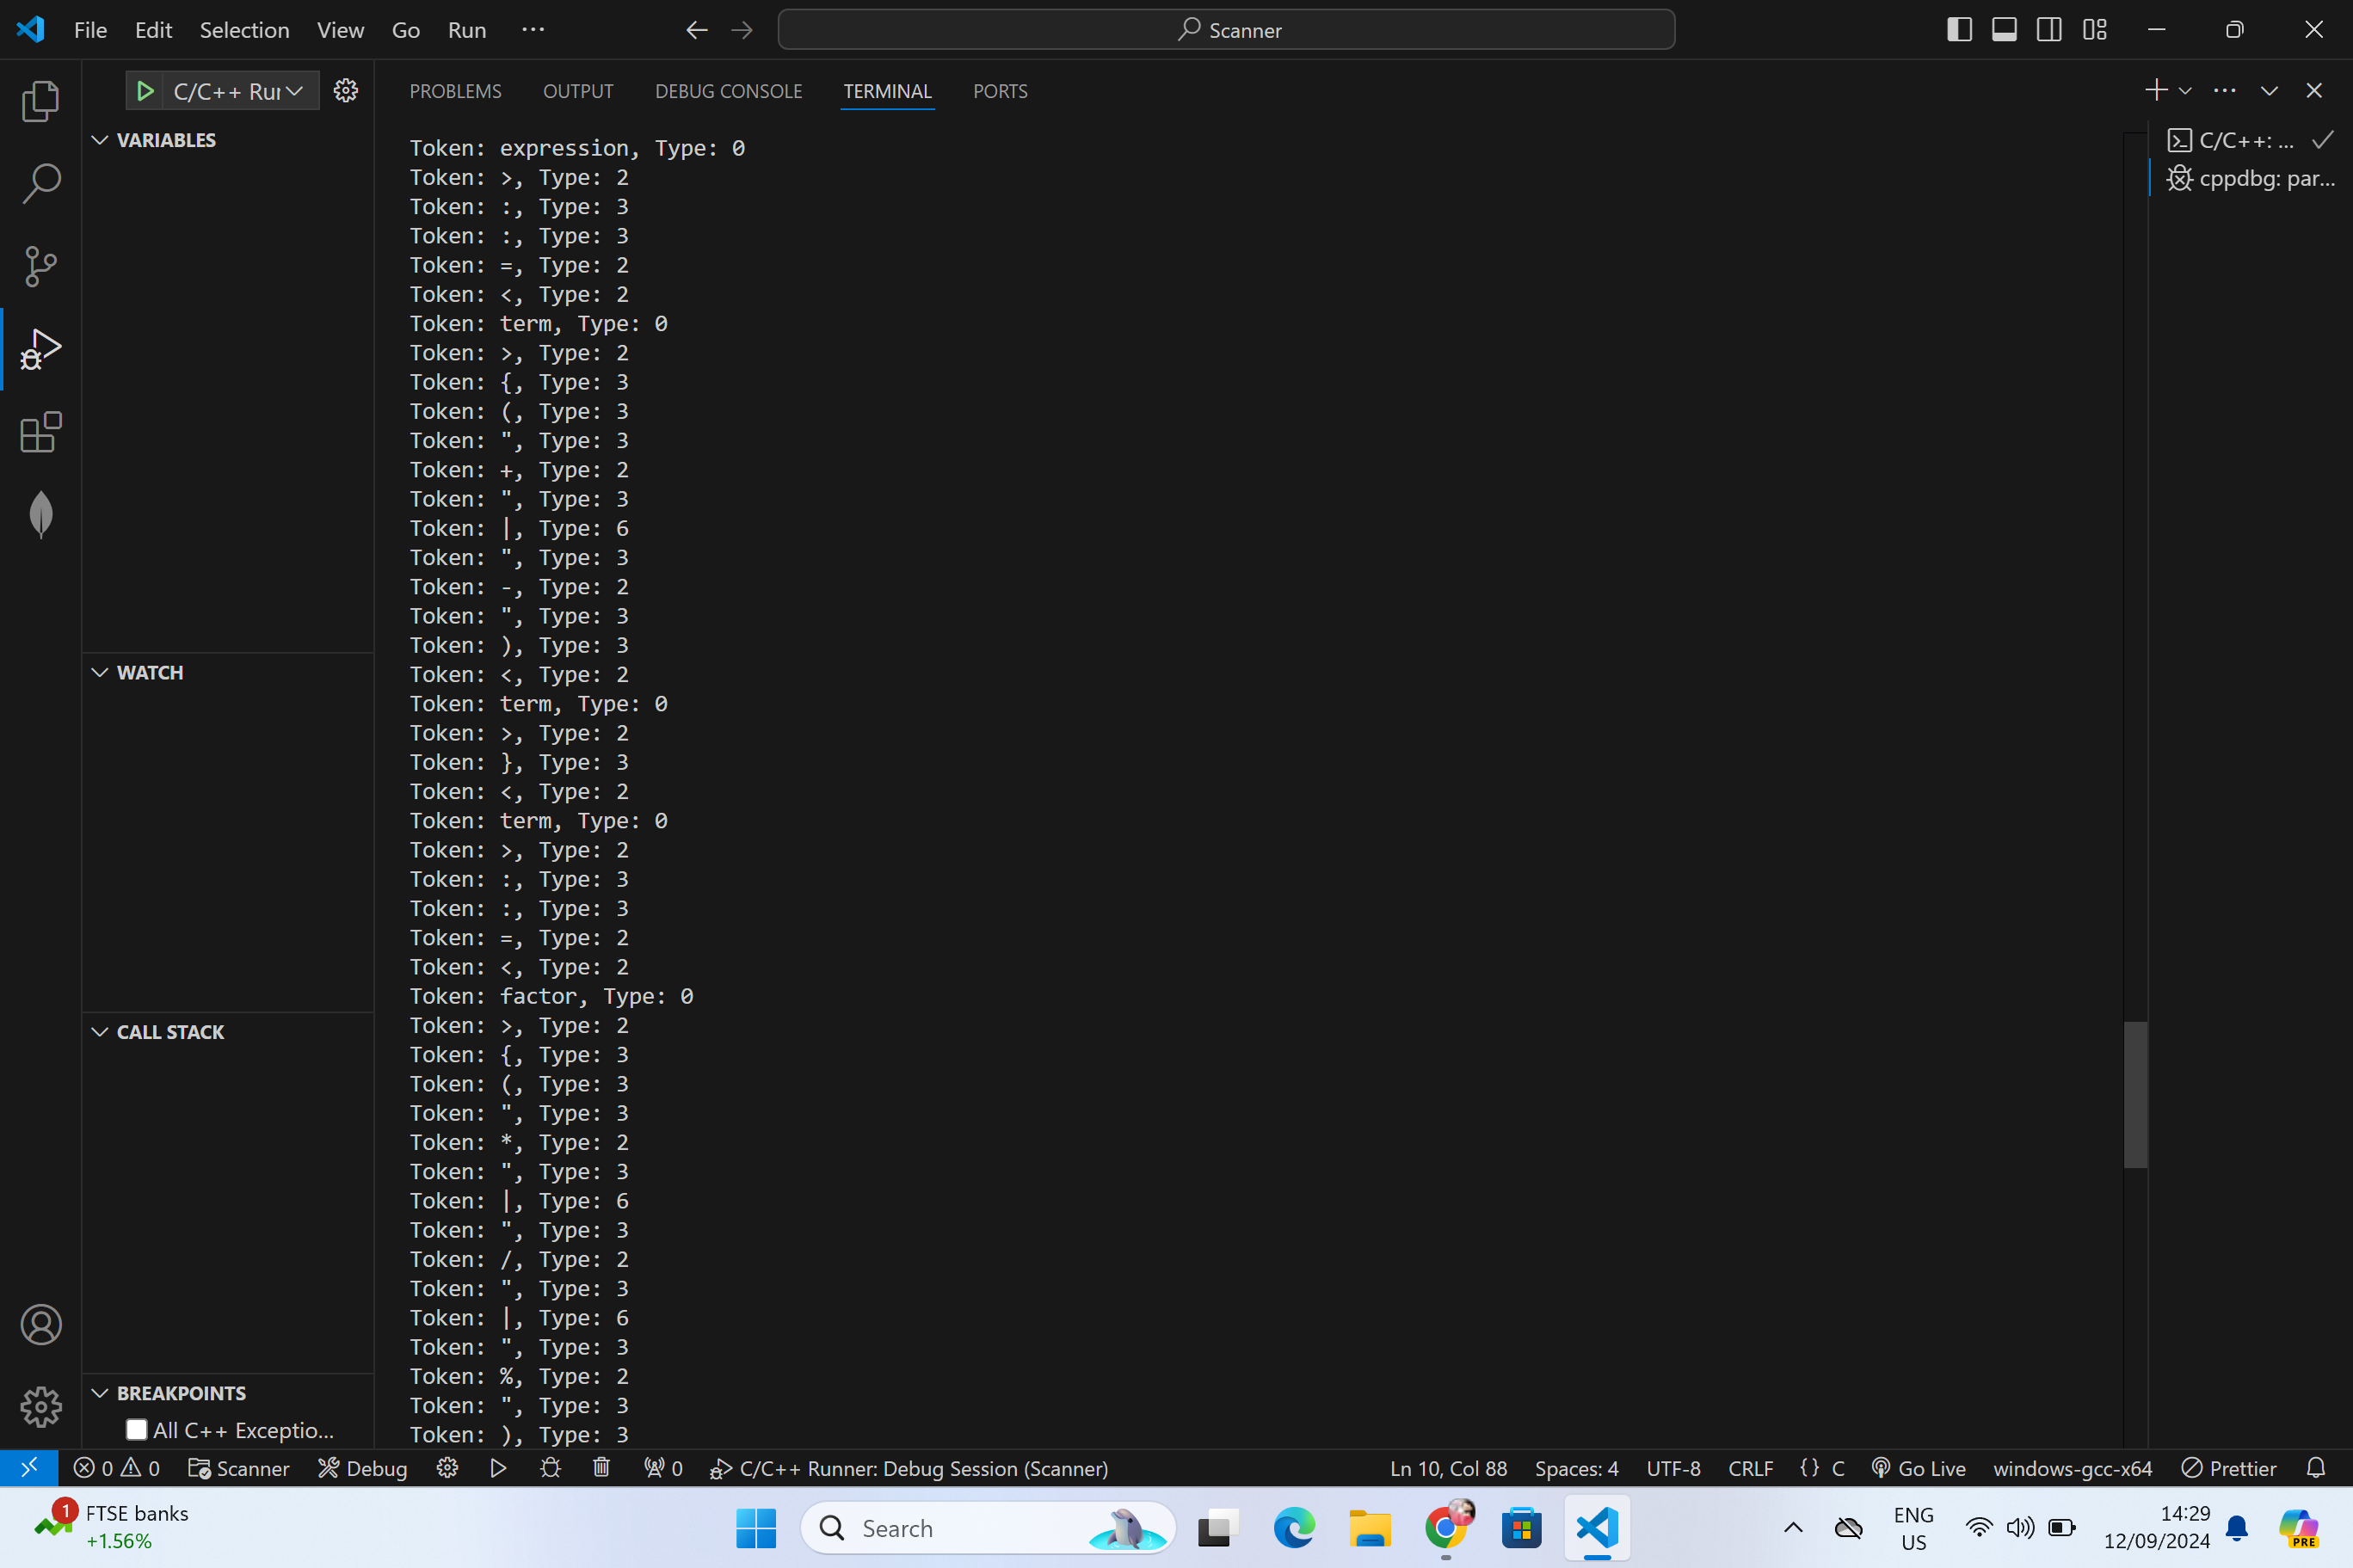 File Edit Selection View Go Run ···
Scanner
C/C++ Rur
PROBLEMS OUTPUT DEBUG CONSOLE TERMINAL PORTS
VARIABLES
C/C++: ...
cppdbg: par...
Token: expression, Type: 0
Token: >, Type: 2
Token: :, Type: 3
Token: :, Type: 3
Token: =, Type: 2
Token: <, Type: 2
Token: term, Type: 0
Token: >, Type: 2
Token: {, Type: 3
Token: (, Type: 3
Token: ", Type: 3
Token: +, Type: 2
Token: ", Type: 3
Token: |, Type: 6
Token: ", Type: 3
Token: -, Type: 2
Token: ", Type: 3
Token: ), Type: 3
Token: <, Type: 2
Token: term, Type: 0
Token: >, Type: 2
Token: }, Type: 3
Token: <, Type: 2
Token: term, Type: 0
Token: >, Type: 2
Token: :, Type: 3
Token: :, Type: 3
Token: =, Type: 2
Token: <, Type: 2
Token: factor, Type: 0
Token: >, Type: 2
Token: {, Type: 3
Token: (, Type: 3
Token: ", Type: 3
Token: *, Type: 2
Token: ", Type: 3
Token: |, Type: 6
Token: ", Type: 3
Token: /, Type: 2
Token: ", Type: 3
Token: |, Type: 6
Token: ", Type: 3
Token: %, Type: 2
Token: ", Type: 3
Token: ), Type: 3
WATCH
CALL STACK
BREAKPOINTS
All C++ Exceptio...
0 0 Scanner Debug 0 C/C++ Runner: Debug Session (Scanner) Ln 10, Col 88 Spaces: 4 UTF-8 CRLF {} C Go Live windows-gcc-x64 Prettier
1 FTSE banks
+1.56%
Search
ENG
US
14:29
12/09/2024
PRE